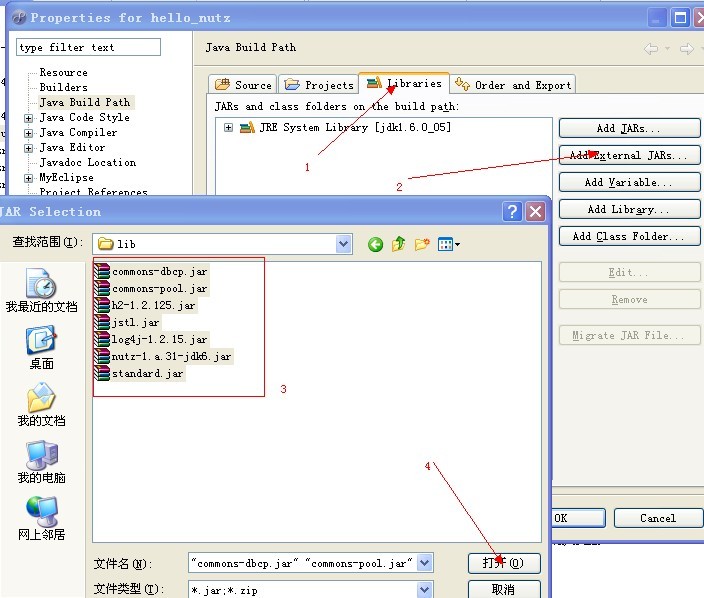 Properties for hello_nutz
type filter text
Java Build Path
Resource
Builders
Java Build Path
Java Code Style
Java Compiler
Java Editor
Javadoc Location
MyEclipse
Project References
Source
Projects
Libraries
Order and Export
JARs and class folders on the build path:
JRE System Library [jdk1.6.0_05]
Add JARs...
Add External JARs...
Add Variable...
Add Library...
Add Class Folder...
Edit...
Remove
Migrate JAR File...
1
2
JAR Selection
查找范围(I):
lib
commons-dbcp.jar
commons-pool.jar
h2-1.2.125.jar
jstl.jar
log4j-1.2.15.jar
nutz-1.a.31-jdk6.jar
standard.jar
3
4
我最近的文档
桌面
我的文档
我的电脑
网上邻居
OK
Cancel
文件名(N):
"commons-dbcp.jar" "commons-pool.jar"
打开(O)
文件类型(T):
*.jar;*.zip
取消